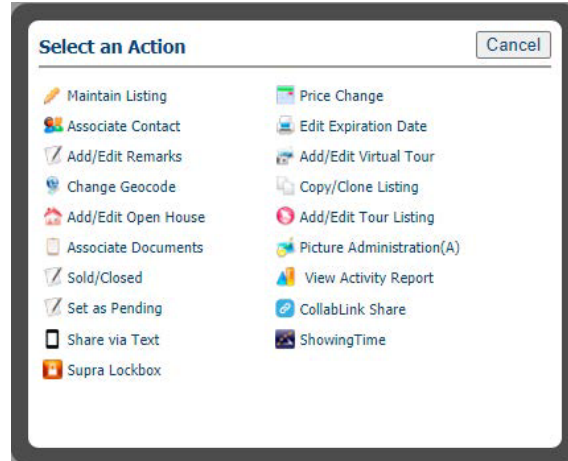 Select an Action
Cancel
Maintain Listing
Price Change
Associate Contact
Edit Expiration Date
Add/Edit Remarks
Add/Edit Virtual Tour
Change Geocode
Copy/Clone Listing
Add/Edit Open House
Add/Edit Tour Listing
Associate Documents
Picture Administration(A)
Sold/Closed
View Activity Report
Set as Pending
CollabLink Share
Share via Text
ShowingTime
Supra Lockbox